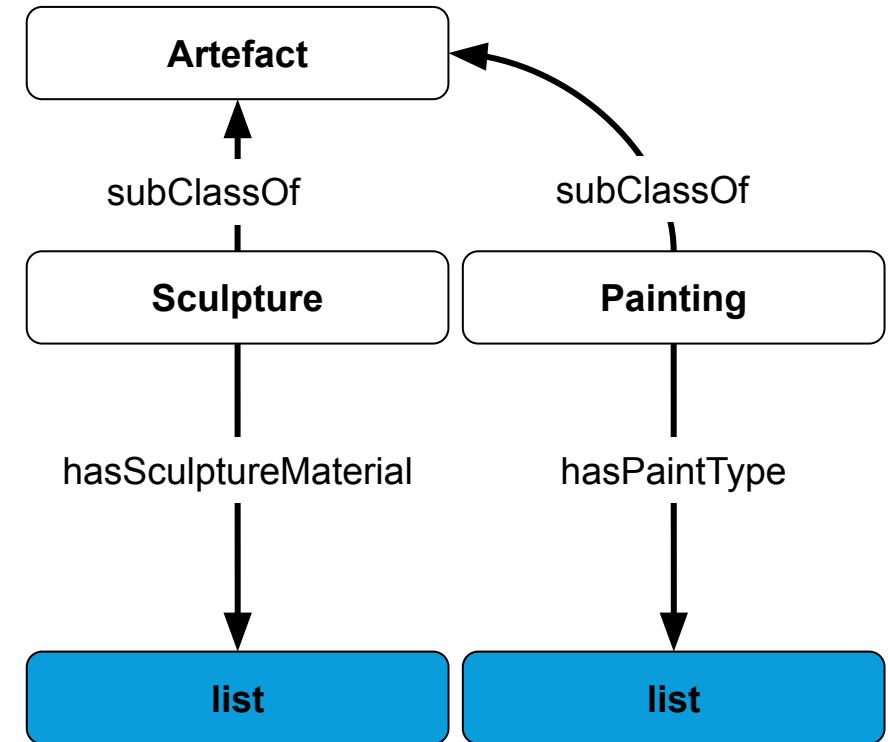 Artefact
subClassOf
subClassOf
Sculpture
Painting
hasSculptureMaterial
hasPaintType
list
list